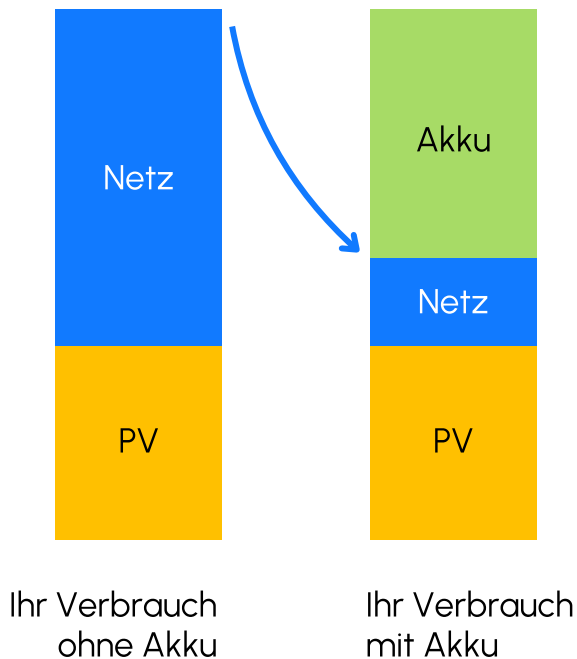 Netz
PV
Ihr Verbrauch
ohne Akku
Akku
Netz
PV
Ihr Verbrauch
mit Akku